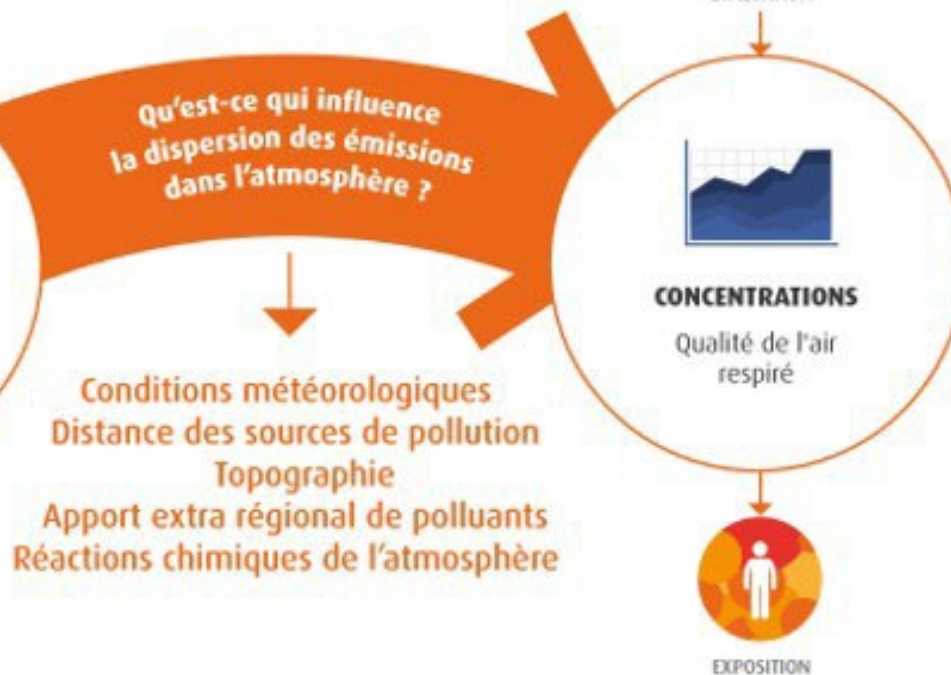 Qu'est-ce qui influence
la dispersion des émissions
dans l'atmosphère ?
Conditions météorologiques
Distance des sources de pollution
Topographie
Apport extra régional de polluants
Réactions chimiques de l'atmosphère
CONCENTRATIONS
Qualité de l'air
respiré
EXPOSITION